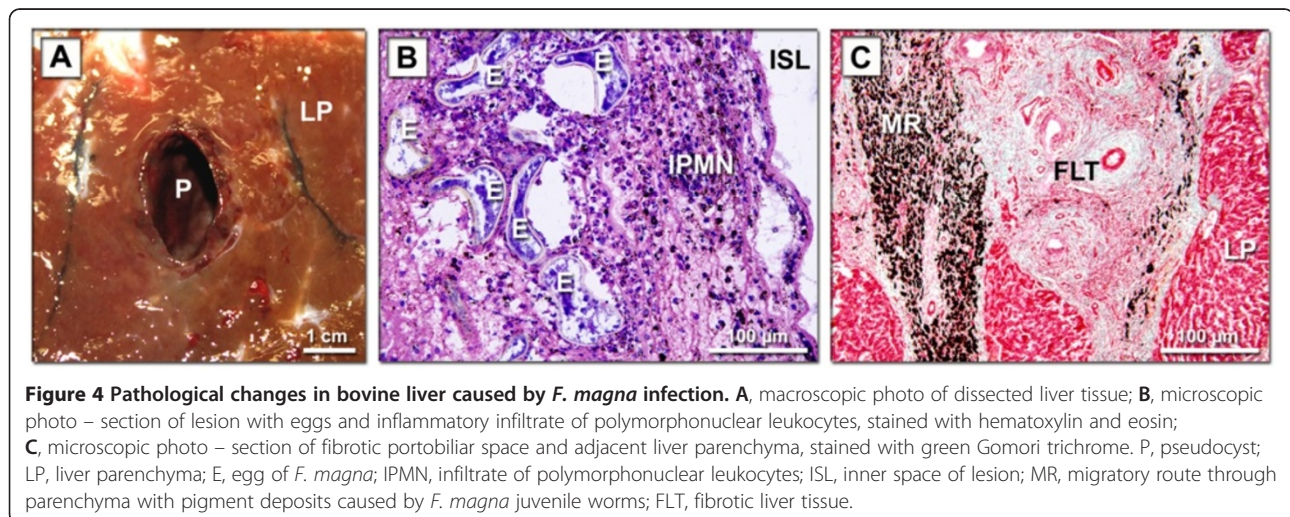 A
LP
P
1 cm
B
E
E
E
E
E
E
IPMN
ISL
100 µm
C
MR
FLT
LP
100 µm
Figure 4 Pathological changes in bovine liver caused by F. magna infection. A, macroscopic photo of dissected liver tissue; B, microscopic
photo – section of lesion with eggs and inflammatory infiltrate of polymorphonuclear leukocytes, stained with hematoxylin and eosin;
C, microscopic photo – section of fibrotic portobiliar space and adjacent liver parenchyma, stained with green Gomori trichrome. P, pseudocyst;
LP, liver parenchyma; E, egg of F. magna; IPMN, infiltrate of polymorphonuclear leukocytes; ISL, inner space of lesion; MR, migratory route through
parenchyma with pigment deposits caused by F. magna juvenile worms; FLT, fibrotic liver tissue.